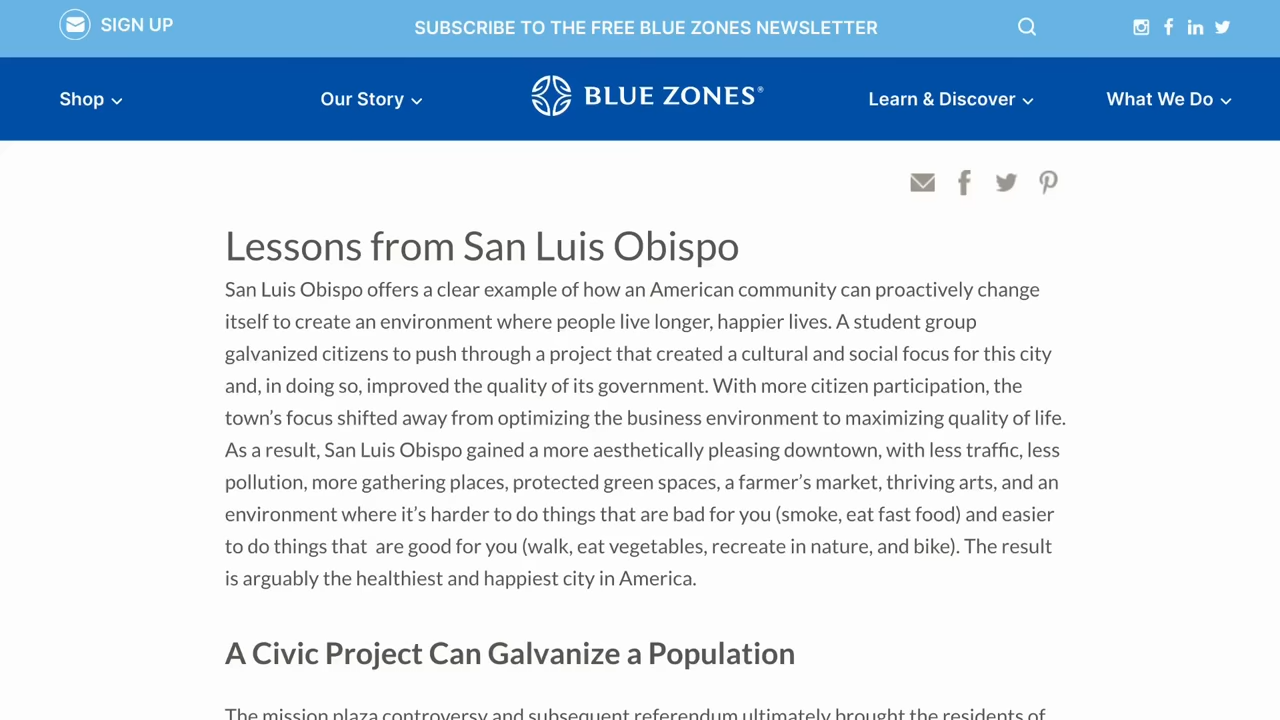 SIGN UP
SUBSCRIBE TO THE FREE BLUE ZONES NEWSLETTER
Shop
Our Story
BLUE ZONES®
Learn & Discover
What We Do
Lessons from San Luis Obispo
San Luis Obispo offers a clear example of how an American community can proactively change
itself to create an environment where people live longer, happier lives. A student group
galvanized citizens to push through a project that created a cultural and social focus for this city
and, in doing so, improved the quality of its government. With more citizen participation, the
town’s focus shifted away from optimizing the business environment to maximizing quality of life.
As a result, San Luis Obispo gained a more aesthetically pleasing downtown, with less traffic, less
pollution, more gathering places, protected green spaces, a farmer’s market, thriving arts, and an
environment where it’s harder to do things that are bad for you (smoke, eat fast food) and easier
to do things that  are good for you (walk, eat vegetables, recreate in nature, and bike). The result
is arguably the healthiest and happiest city in America.
A Civic Project Can Galvanize a Population
The mission plaza controversy and subsequent referendum ultimately brought the residents of